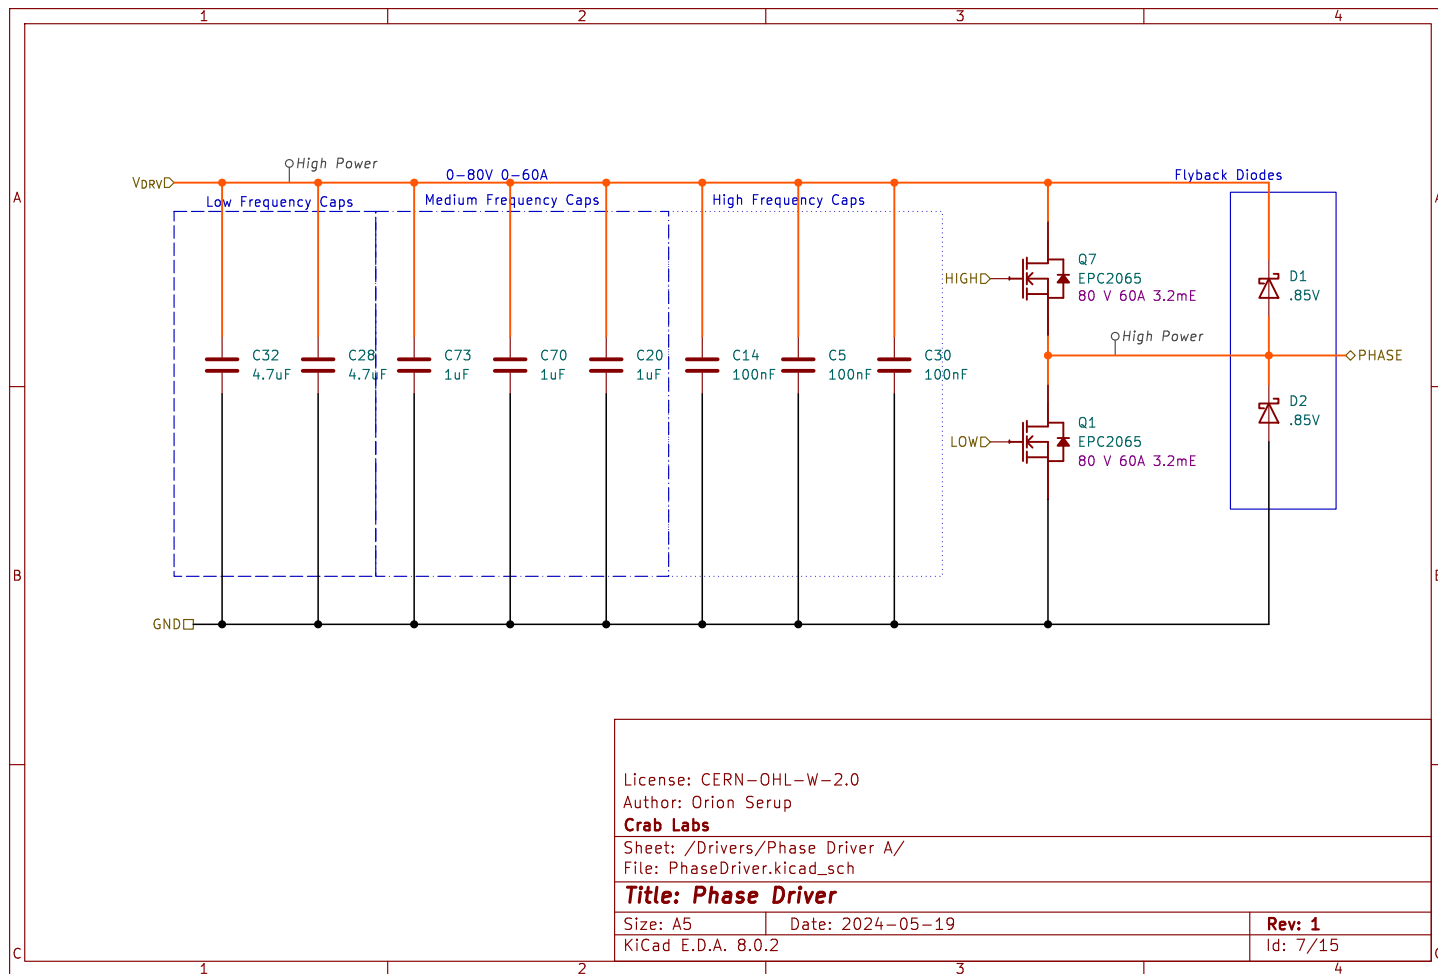 1 2 3 4
High Power
0-80V 0-60A
Flyback Diodes
VDRV
A
Low Frequency Caps
Medium Frequency Caps
High Frequency Caps
Q7
EPC2065
80 V 60A 3.2mE
HIGH
D1
.85V
High Power
PHASE
C32
4.7uF
C28
4.7uF
C73
1uF
C70
1uF
C20
1uF
C14
100nF
C5
100nF
C30
100nF
D2
.85V
Q1
EPC2065
80 V 60A 3.2mE
LOW
B
GND
License: CERN-OHL-W-2.0
Author: Orion Serup
Crab Labs
Sheet: /Drivers/Phase Driver A/
File: PhaseDriver.kicad_sch
Title: Phase Driver
Size: A5 Date: 2024-05-19 Rev: 1
KiCad E.D.A. 8.0.2 Id: 7/15
C
1 2 3 4